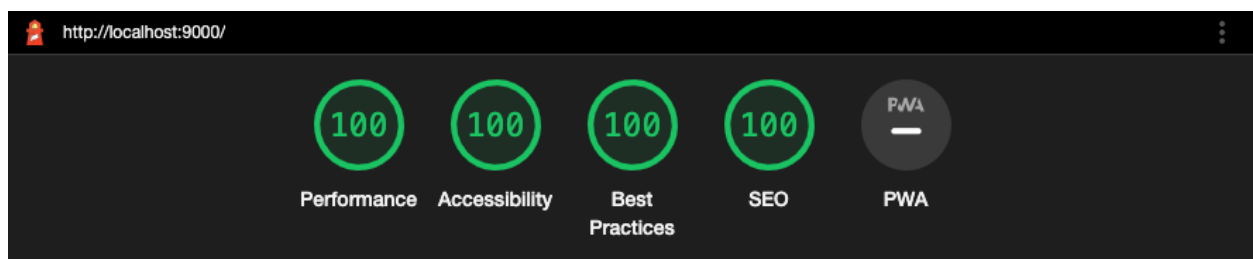 http://localhost:9000/
100 100 100 100 PWA
Performance Accessibility Best Practices SEO PWA